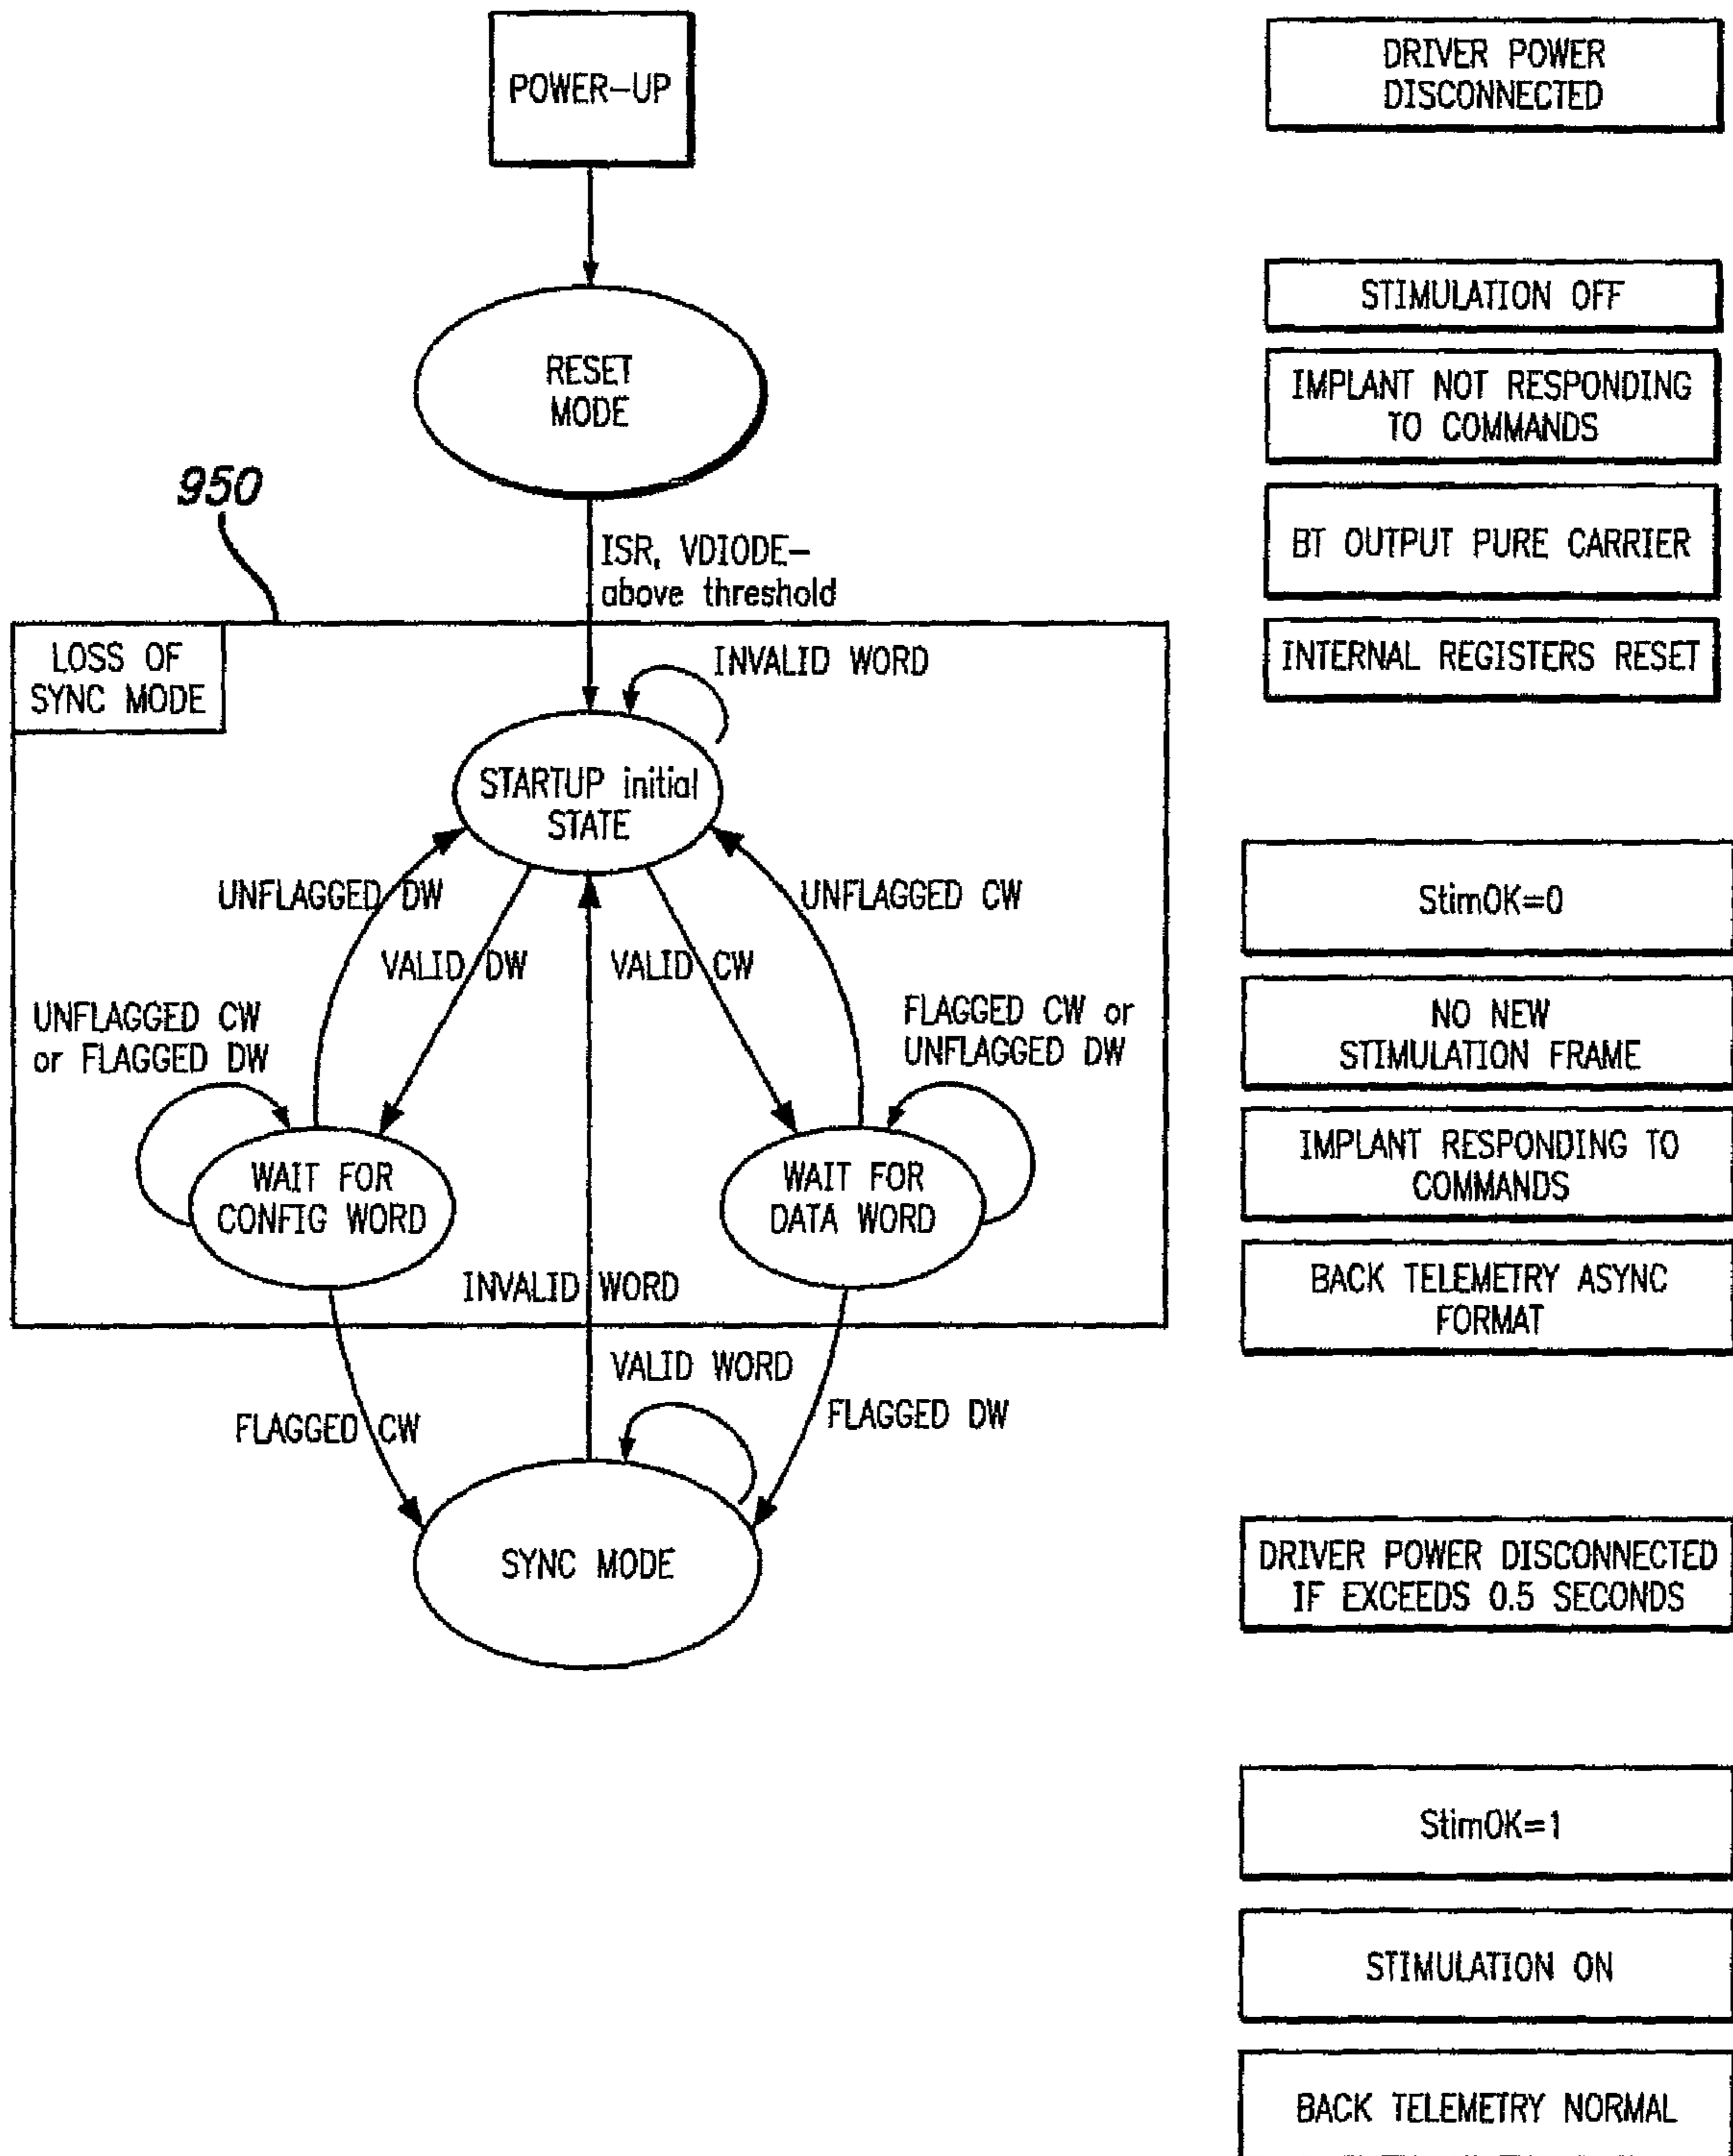 POWER-UP
RESET
MODE
950
ISR, VDIODE-
above threshold
LOSS OF
SYNC MODE
INVALID WORD
STARTUP initial
STATE
UNFLAGGED DW
UNFLAGGED CW
VALID DW
VALID CW
UNFLAGGED CW
or FLAGGED DW
FLAGGED CW or
UNFLAGGED DW
WAIT FOR
CONFIG WORD
WAIT FOR
DATA WORD
INVALID WORD
VALID WORD
FLAGGED CW
FLAGGED DW
SYNC MODE
DRIVER POWER
DISCONNECTED
STIMULATION OFF
IMPLANT NOT RESPONDING
TO COMMANDS
BT OUTPUT PURE CARRIER
INTERNAL REGISTERS RESET
StimOK=0
NO NEW
STIMULATION FRAME
IMPLANT RESPONDING TO
COMMANDS
BACK TELEMETRY ASYNC
FORMAT
DRIVER POWER DISCONNECTED
IF EXCEEDS 0.5 SECONDS
StimOK=1
STIMULATION ON
BACK TELEMETRY NORMAL